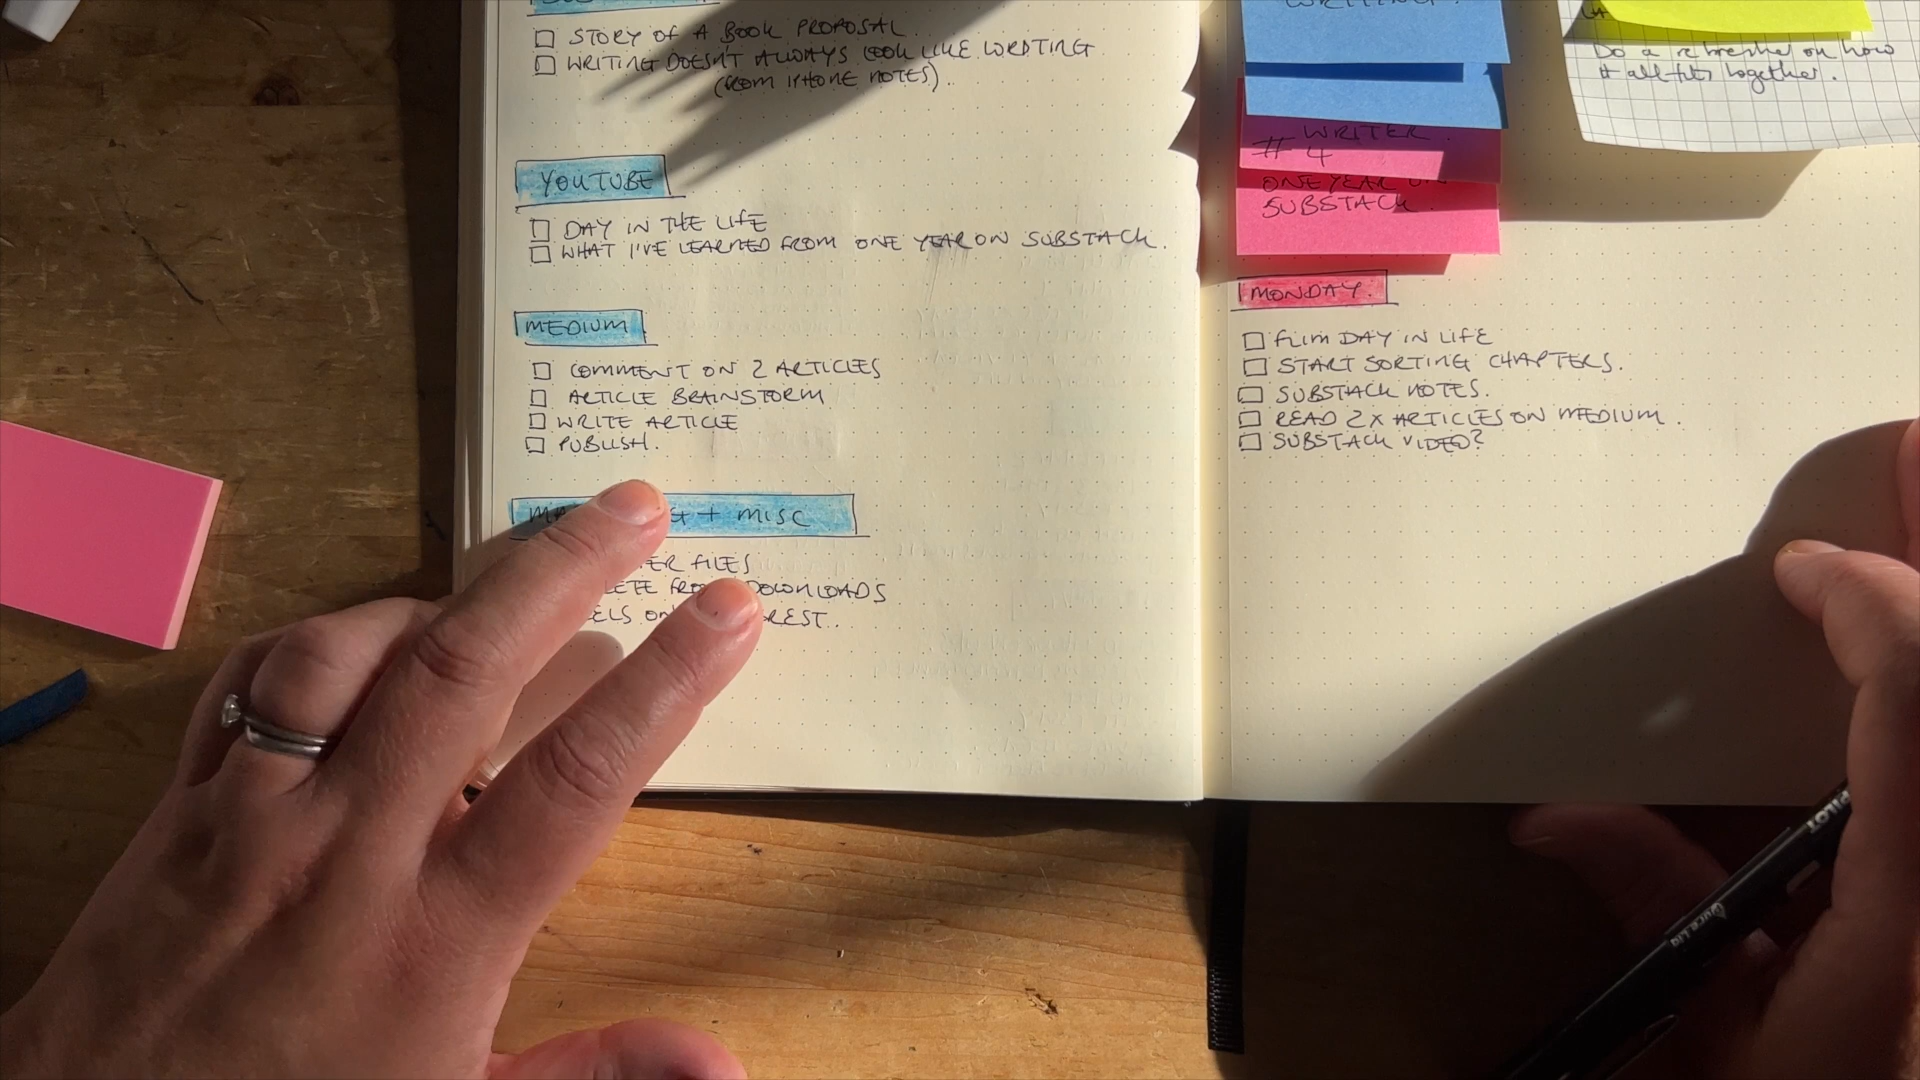 STORY OF A BOOK PROPOSAL
WRITING DOESN'T ALWAYS LOOK LIKE WRITING
(FROM IPHONE NOTES).
YOUTUBE
DAY IN THE LIFE
WHAT I'VE LEARNED FROM ONE YEAR ON SUBSTACK.
MEDIUM
COMMENT ON 2 ARTICLES
ARTICLE BRAINSTORM
WRITE ARTICLE
PUBLISH.
+ MISC
FILES
DOWNLOADS
WRITING.
WRITER
#4
ONE YEAR ON
SUBSTACK
Do a refresher on how
it all fits together.
MONDAY.
FILM DAY IN LIFE
START SORTING CHAPTERS.
SUBSTACK NOTES.
READ 2X ARTICLES ON MEDIUM.
SUBSTACK VIDEO?
PILOT